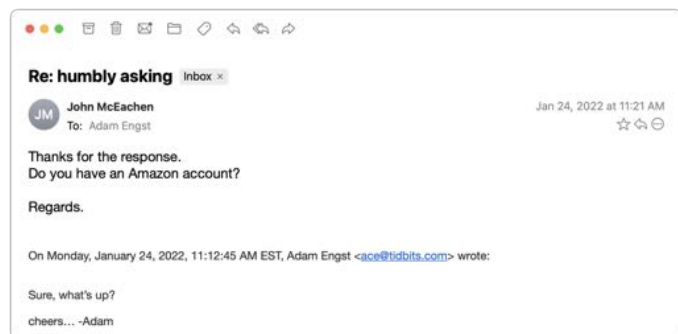 Re: humbly asking Inbox ×
JM
John McEachen
Jan 24, 2022 at 11:21 AM
To: Adam Engst
Thanks for the response.
Do you have an Amazon account?
Regards.
On Monday, January 24, 2022, 11:12:45 AM EST, Adam Engst <ace@tidbits.com> wrote:
Sure, what's up?
cheers... -Adam